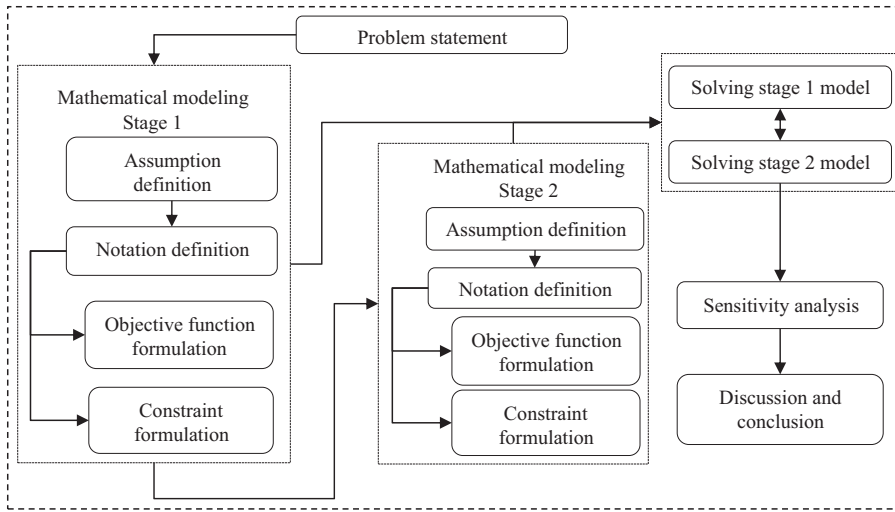 Problem statement
Mathematical modeling
Stage 1
Assumption
definition
Notation definition
Objective function
formulation
Constraint
formulation
Mathematical modeling
Stage 2
Assumption definition
Notation definition
Objective function
formulation
Constraint
formulation
Solving stage 1 model
Solving stage 2 model
Sensitivity analysis
Discussion and
conclusion